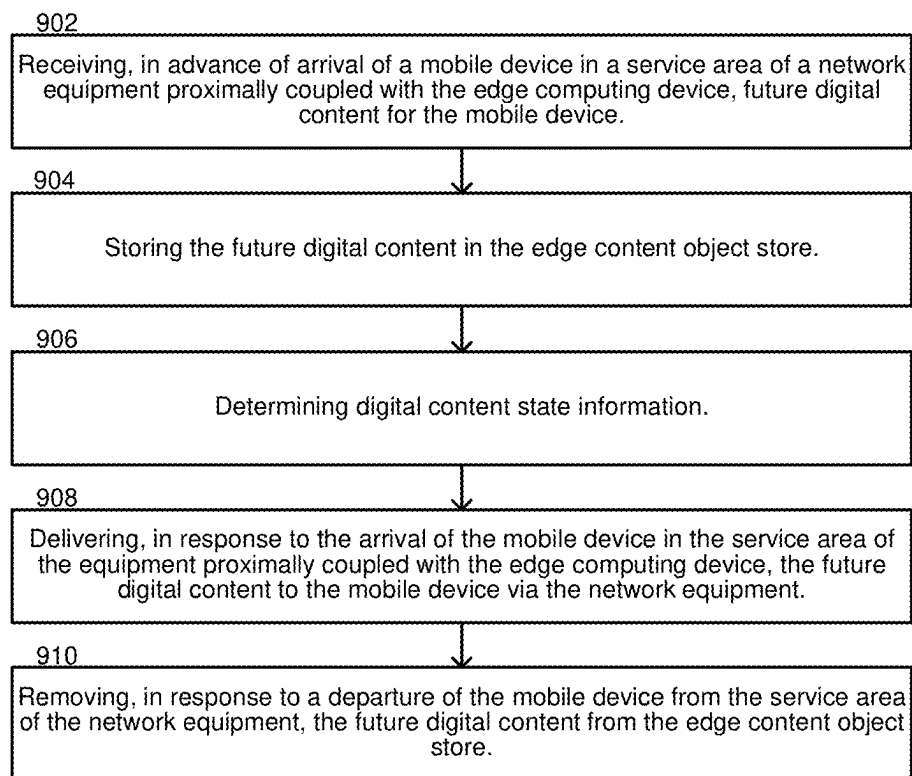 902
Receiving, in advance of arrival of a mobile device in a service area of a network
equipment proximally coupled with the edge computing device, future digital
content for the mobile device.
904
Storing the future digital content in the edge content object store.
906
Determining digital content state information.
908
Delivering, in response to the arrival of the mobile device in the service area of
the equipment proximally coupled with the edge computing device, the future
digital content to the mobile device via the network equipment.
910
Removing, in response to a departure of the mobile device from the service area
of the network equipment, the future digital content from the edge content object
store.